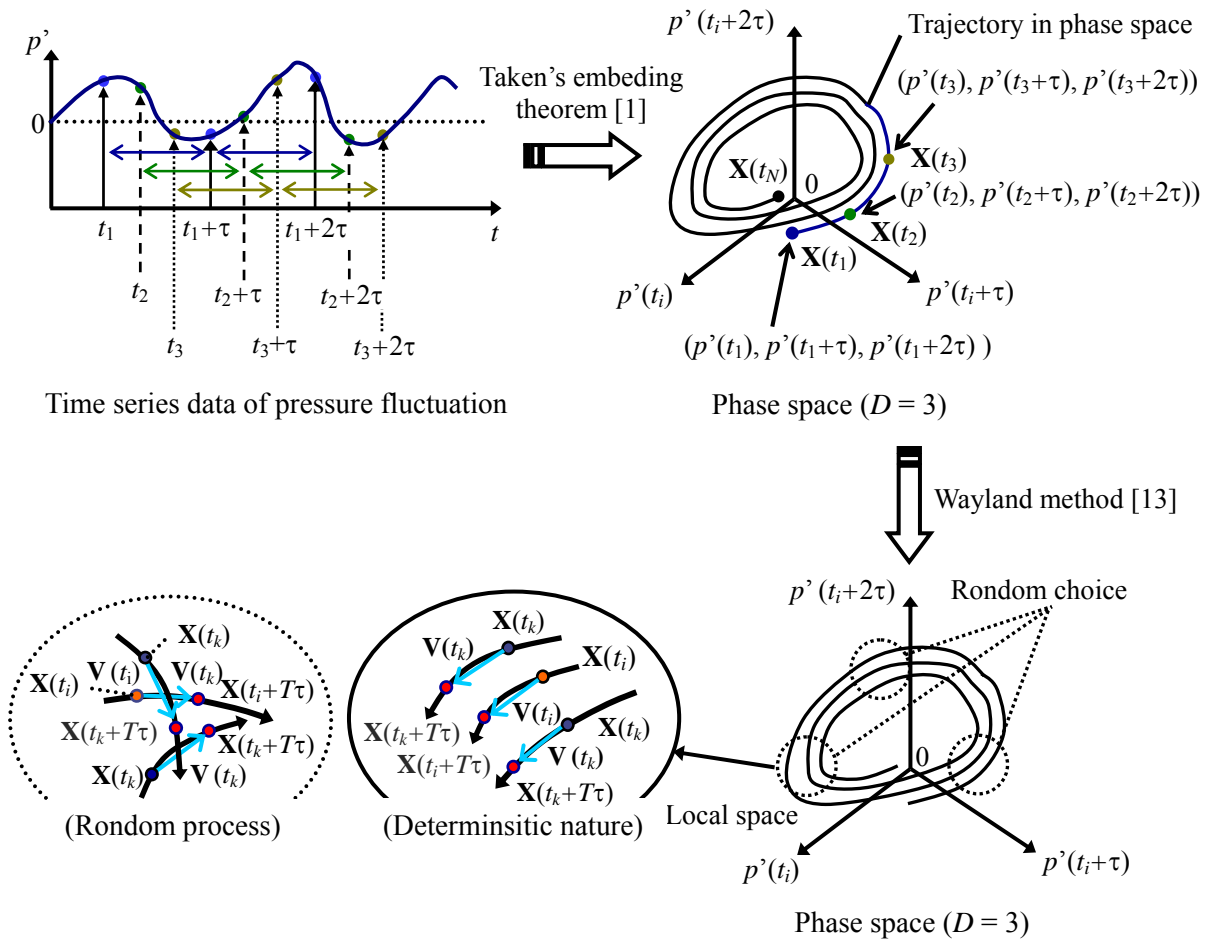 p’
0
t1
t1+τ
t1+2τ
t
t2
t2+τ
t2+2τ
t3
t3+τ
t3+2τ
Time series data of pressure fluctuation
Taken’s embeding
theorem [1]
p’(ti+2τ)
Trajectory in phase space
(p’(t3), p’(t3+τ), p’(t3+2τ))
X(t3)
X(tN)
0
(p’(t2), p’(t2+τ), p’(t2+2τ))
X(t2)
X(t1)
p’(ti)
p’(ti+τ)
(p’(t1), p’(t1+τ), p’(t1+2τ) )
Phase space (D = 3)
Wayland method [13]
X(tk)
V(ti)
V(tk)
X(ti)
X(ti+Tτ)
X(tk+Tτ)
X(tk+Tτ)
X(tk)
V(tk)
(Rondom process)
X(tk)
V(tk)
X(ti)
V(ti)
X(tk)
X(tk+Tτ)
V(tk)
X(ti+Tτ)
X(tk+Tτ)
(Determinsitic nature)
p’ (ti+2τ)
Rondom choice
0
Local space
p’(ti)
p’(ti+τ)
Phase space (D = 3)